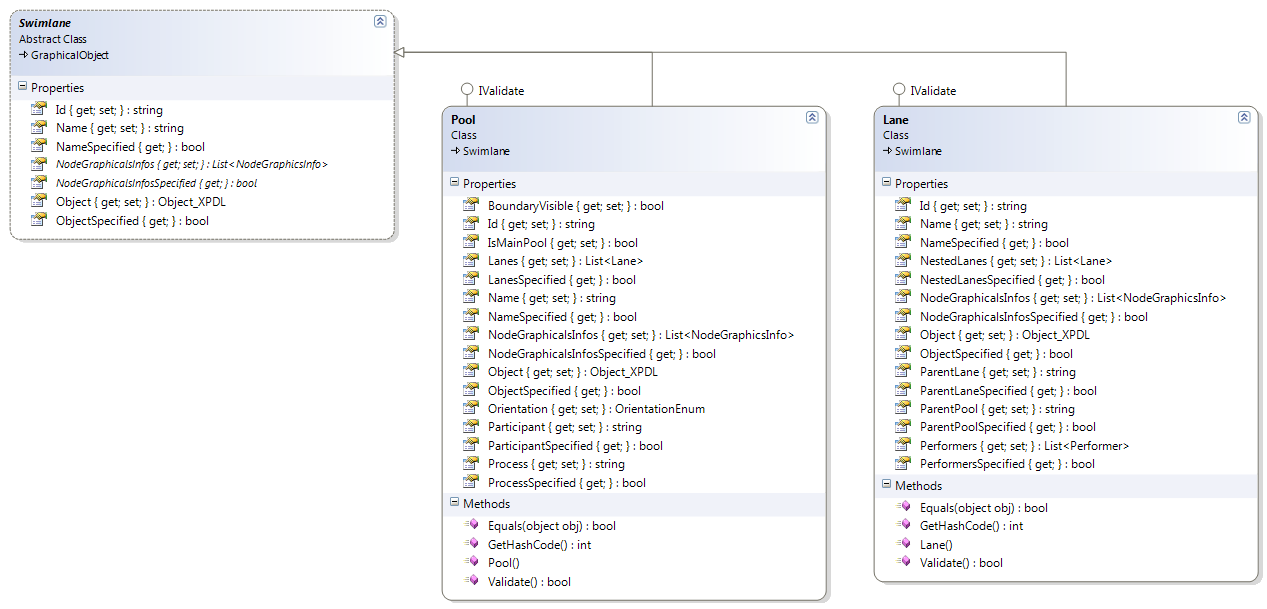 Swimlane
Abstract Class
GraphicalObject
Properties
Id { get; set; } : string
Name { get; set; } : string
NameSpecified { get; } : bool
NodeGraphicalsInfos { get; set; } : List<NodeGraphicsInfo>
NodeGraphicalsInfosSpecified { get; } : bool
Object { get; set; } : Object_XPDL
ObjectSpecified { get; } : bool
IValidate
Pool
Class
Swimlane
Properties
BoundaryVisible { get; set; } : bool
Id { get; set; } : string
IsMainPool { get; set; } : bool
Lanes { get; set; } : List<Lane>
LanesSpecified { get; } : bool
Name { get; set; } : string
NameSpecified { get; } : bool
NodeGraphicalsInfos { get; set; } : List<NodeGraphicsInfo>
NodeGraphicalsInfosSpecified { get; } : bool
Object { get; set; } : Object_XPDL
ObjectSpecified { get; } : bool
Orientation { get; set; } : OrientationEnum
Participant { get; set; } : string
ParticipantSpecified { get; } : bool
Process { get; set; } : string
ProcessSpecified { get; } : bool
Methods
Equals(object obj) : bool
GetHashCode() : int
Pool()
Validate() : bool
IValidate
Lane
Class
Swimlane
Properties
Id { get; set; } : string
Name { get; set; } : string
NameSpecified { get; } : bool
NestedLanes { get; set; } : List<Lane>
NestedLanesSpecified { get; } : bool
NodeGraphicalsInfos { get; set; } : List<NodeGraphicsInfo>
NodeGraphicalsInfosSpecified { get; } : bool
Object { get; set; } : Object_XPDL
ObjectSpecified { get; } : bool
ParentLane { get; set; } : string
ParentLaneSpecified { get; } : bool
ParentPool { get; set; } : string
ParentPoolSpecified { get; } : bool
Performers { get; set; } : List<Performer>
PerformersSpecified { get; } : bool
Methods
Equals(object obj) : bool
GetHashCode() : int
Lane()
Validate() : bool